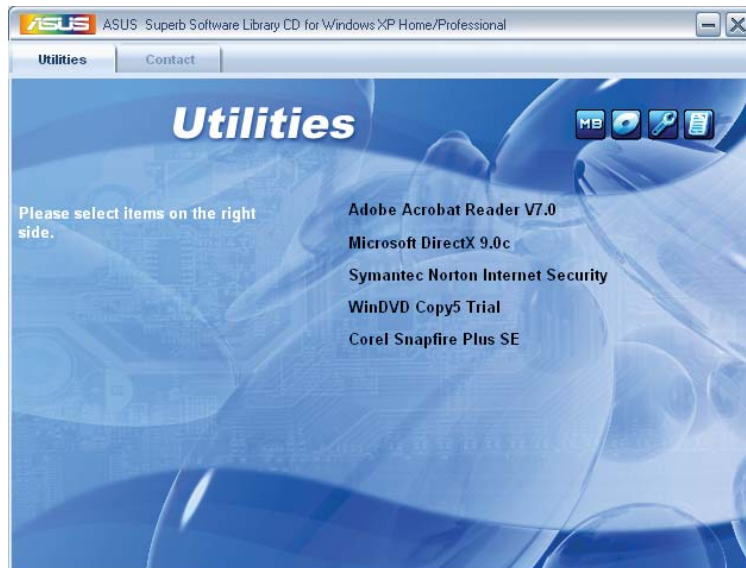 ASUS ASUS Superb Software Library CD for Windows XP Home/Professional
Utilities Contact
Utilities
MB
Please select items on the right
side.
Adobe Acrobat Reader V7.0
Microsoft DirectX 9.0c
Symantec Norton Internet Security
WinDVD Copy5 Trial
Corel Snapfire Plus SE